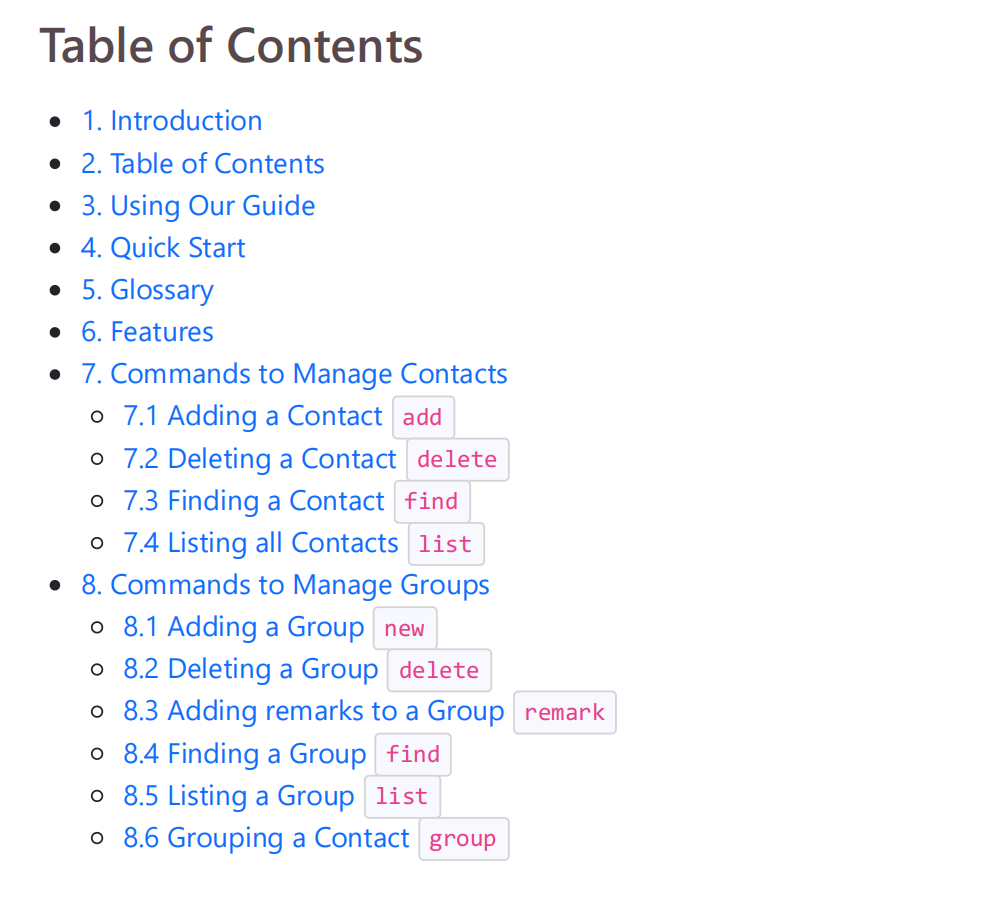 Table of Contents
1. Introduction
2. Table of Contents
3. Using Our Guide
4. Quick Start
5. Glossary
6. Features
7. Commands to Manage Contacts
7.1 Adding a Contact add
7.2 Deleting a Contact delete
7.3 Finding a Contact find
7.4 Listing all Contacts list
8. Commands to Manage Groups
8.1 Adding a Group new
8.2 Deleting a Group delete
8.3 Adding remarks to a Group remark
8.4 Finding a Group find
8.5 Listing a Group list
8.6 Grouping a Contact group